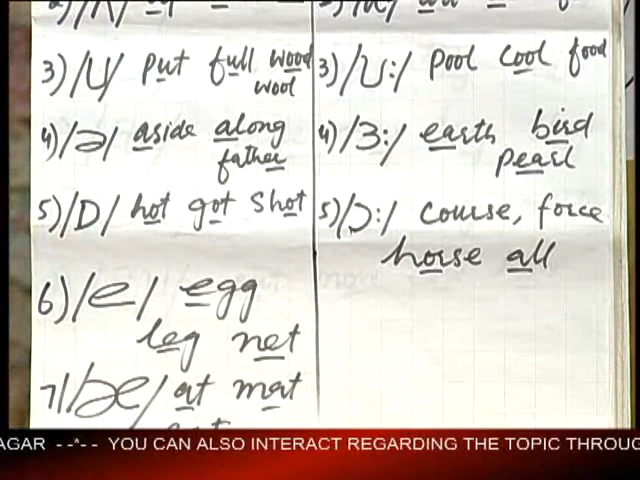 3) /U/ put full wood
wool
4) /ə/ aside along
father
5) /D/ hot got shot
6) /e/ egg
leg net
7) /æ/ at mat
3) /U:/ pool cool food
4) /3:/ earth bird
pearl
5) /ɔ:/ course, force
horse all
AGAR - -*- - YOU CAN ALSO INTERACT REGARDING THE TOPIC THROUG